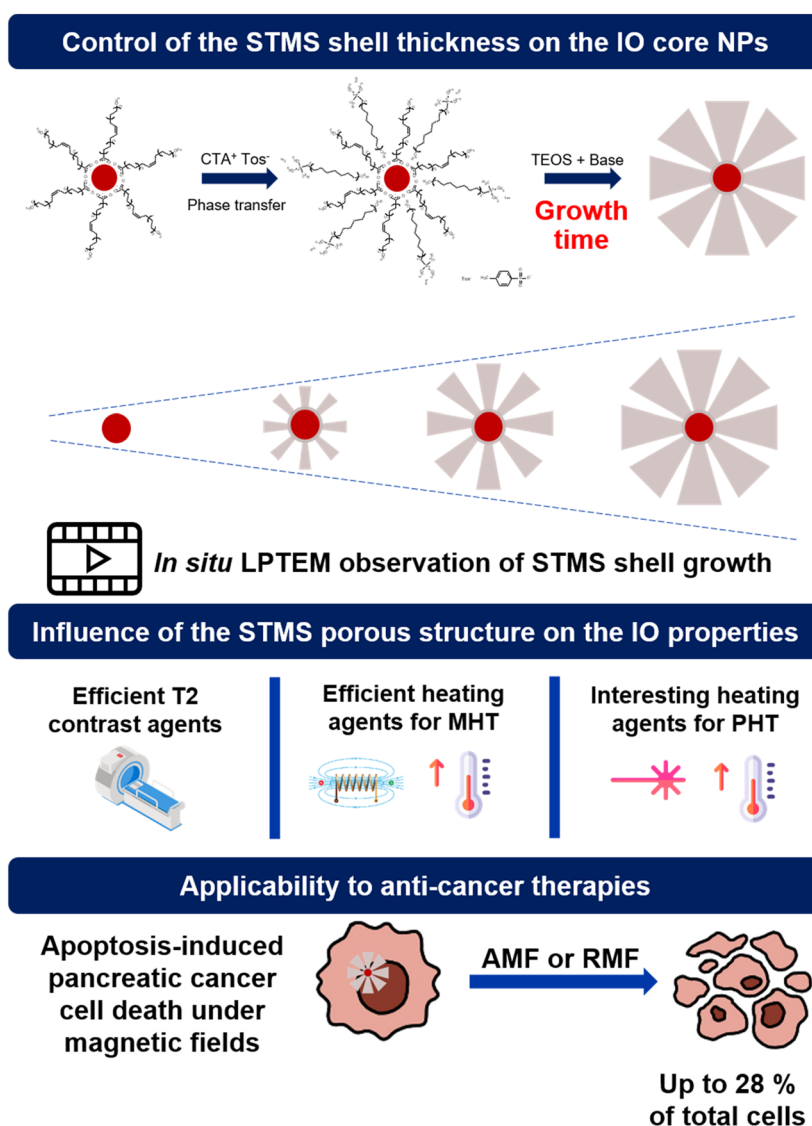 Control of the STMS shell thickness on the IO core NPs
CTA⁺ Tos⁻
Phase transfer
TEOS + Base
Growth
time
In situ LPTEM observation of STMS shell growth
Influence of the STMS porous structure on the IO properties
Efficient T2
contrast agents
Efficient heating
agents for MHT
Interesting heating
agents for PHT
Applicability to anti-cancer therapies
Apoptosis-induced
pancreatic cancer
cell death under
magnetic fields
AMF or RMF
Up to 28 %
of total cells